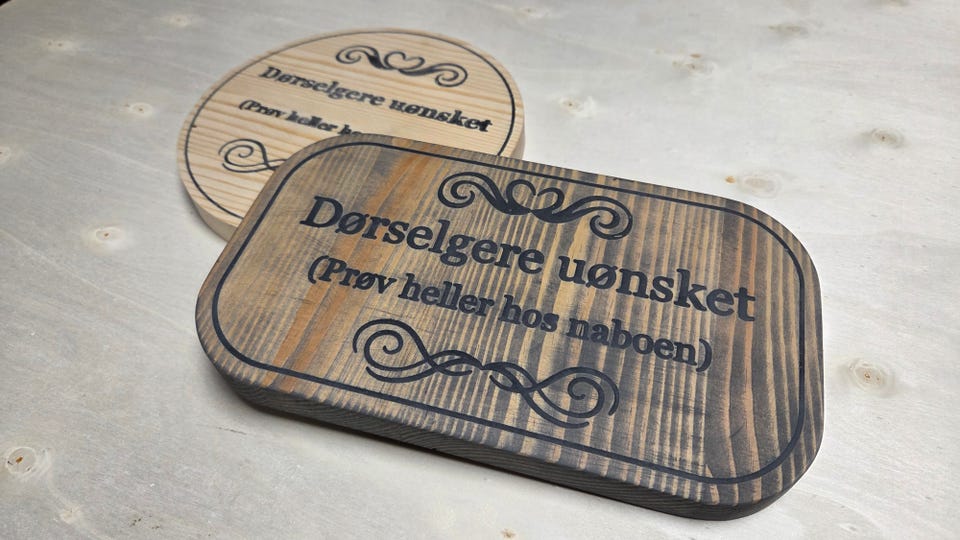 Dørselgere uønsket
(Prøv heller
Dørselgere uønsket
(Prøv heller hos naboen)